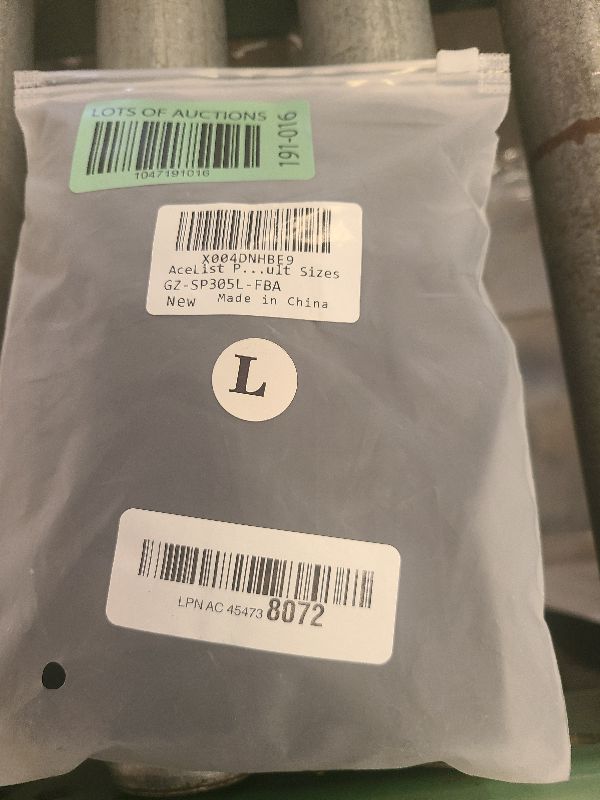 LOTS OF AUCTIONS
1047191016
191-016
X004DNHBF9
AceList P...ult Sizes
GZ-SP305L-FBA
New Made in China
L
LPN AC 45473 8072